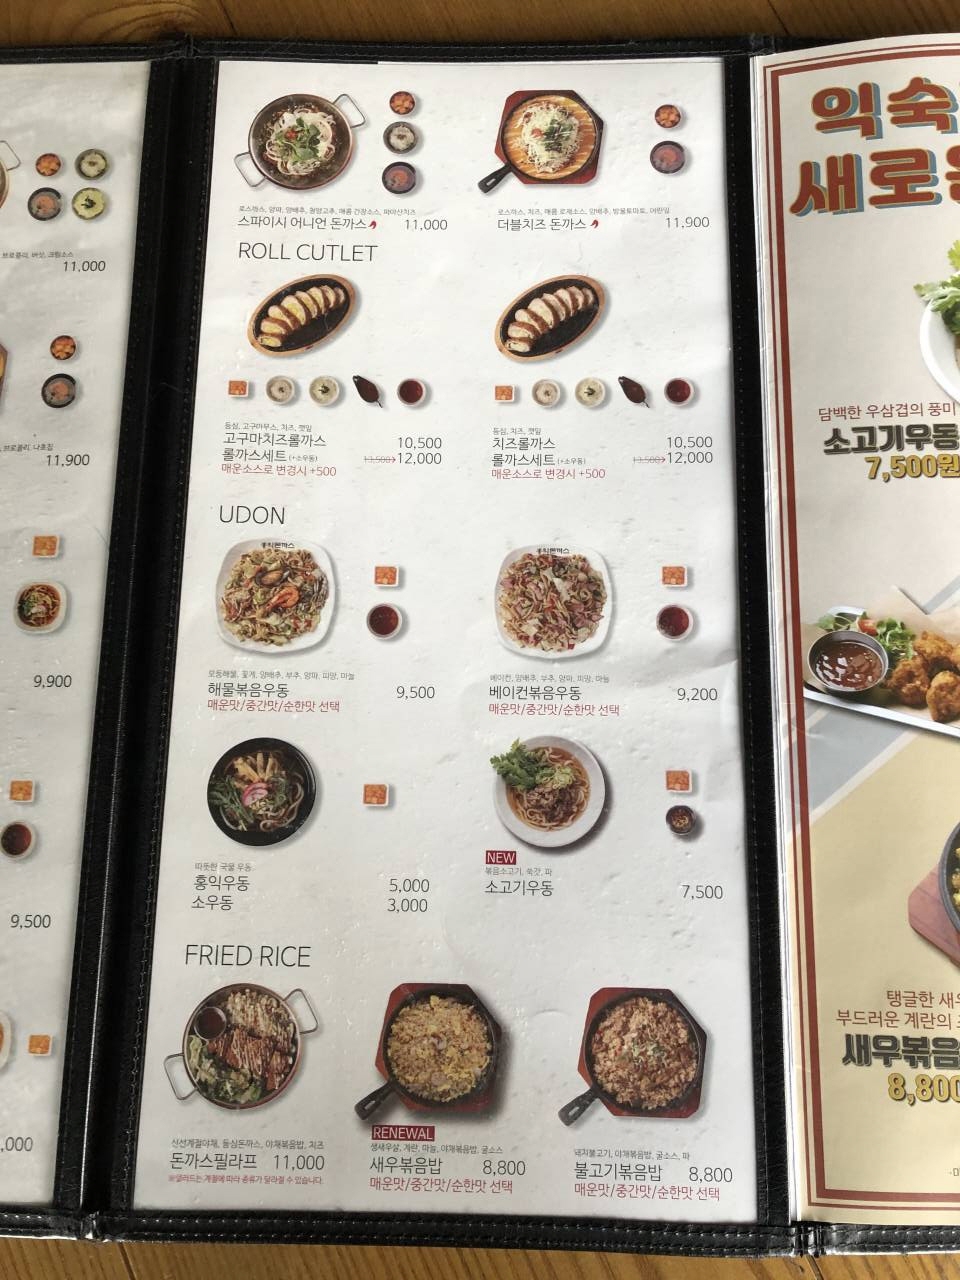 브로콜리, 버섯, 크림소스
11,000
브로콜리, 나초칩
11,900
9,900
9,500
,000
로스까스, 양파, 양배추, 청양고추, 매콤 간장소스, 파마산치즈
스파이시 어니언 돈까스 11,000
로스까스, 치즈, 매콤 로제소스, 양배추, 방울토마토, 어린잎
더블치즈 돈까스 11,900
ROLL CUTLET
등심, 고구마무스, 치즈, 깻잎
고구마치즈롤까스 10,500
롤까스세트 (+소우동) 13,500→12,000
매운소스로 변경시 +500
등심, 치즈, 깻잎
치즈롤까스 10,500
롤까스세트 (+소우동) 13,500→12,000
매운소스로 변경시 +500
UDON
홍익돈까스
모둠해물, 꽃게, 양배추, 부추, 양파, 피망, 마늘
해물볶음우동 9,500
매운맛/중간맛/순한맛 선택
홍익돈까스
베이컨, 양배추, 부추, 양파, 피망, 마늘
베이컨볶음우동 9,200
매운맛/중간맛/순한맛 선택
따뜻한 국물 우동
홍익우동 5,000
소우동 3,000
NEW
볶음소고기, 쑥갓, 파
소고기우동 7,500
FRIED RICE
신선계절야채, 등심돈까스, 야채볶음밥, 치즈
돈까스필라프 11,000
※샐러드는 계절에 따라 종류가 달라질 수 있습니다.
RENEWAL
생새우살, 계란, 마늘, 야채볶음밥, 굴소스
새우볶음밥 8,800
매운맛/중간맛/순한맛 선택
돼지불고기, 야채볶음밥, 굴소스, 파
불고기볶음밥 8,800
매운맛/중간맛/순한맛 선택
익숙
새로운
담백한 우삼겹의 풍미
소고기우동
7,500원
탱글한 새우
부드러운 계란의
새우볶음
8,800